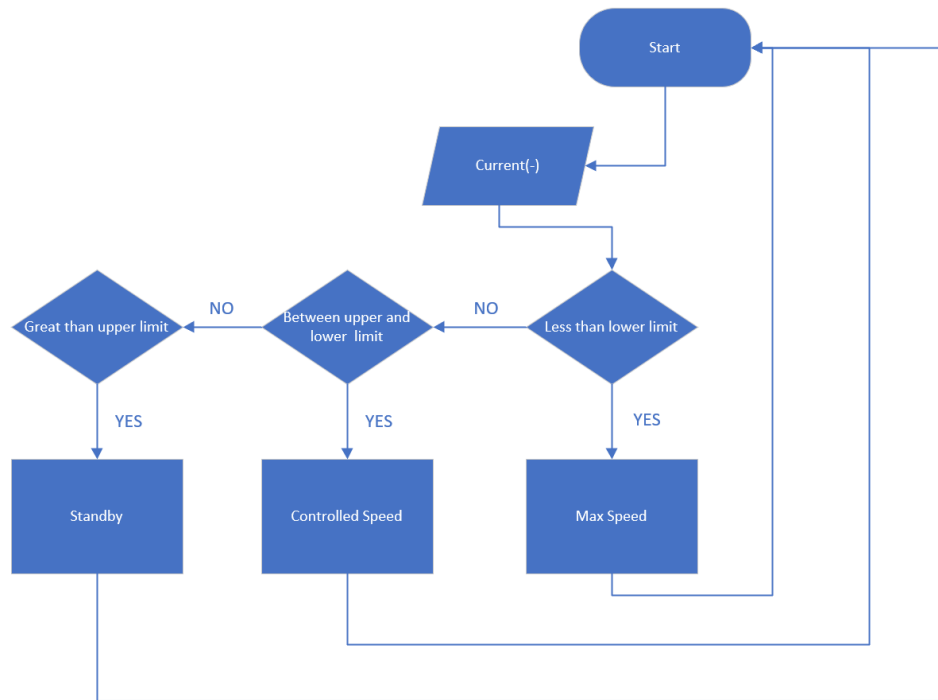 Start
Current(-)
Less than lower limit
NO
Between upper and
lower limit
NO
Great than upper limit
YES
YES
YES
Standby
Controlled Speed
Max Speed